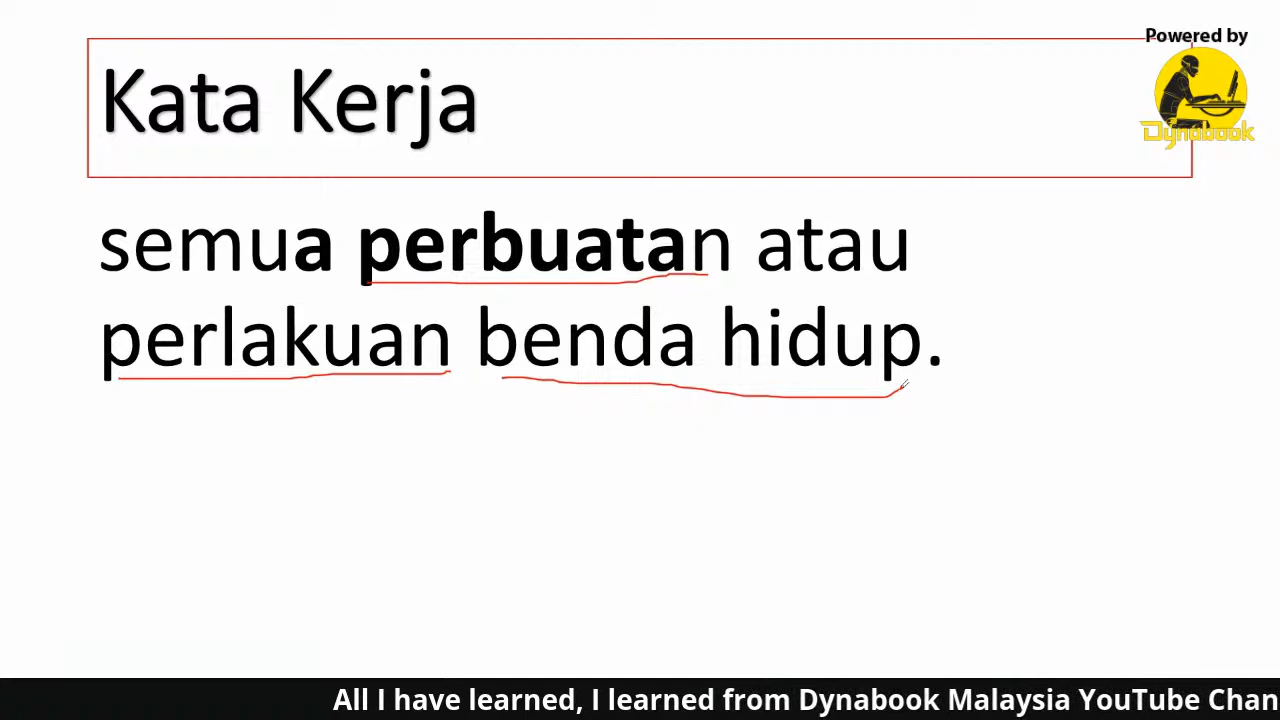 Powered by
Kata Kerja
Dynabook
semua perbuatan atau
perlakuan benda hidup.
All I have learned, I learned from Dynabook Malaysia YouTube Chan